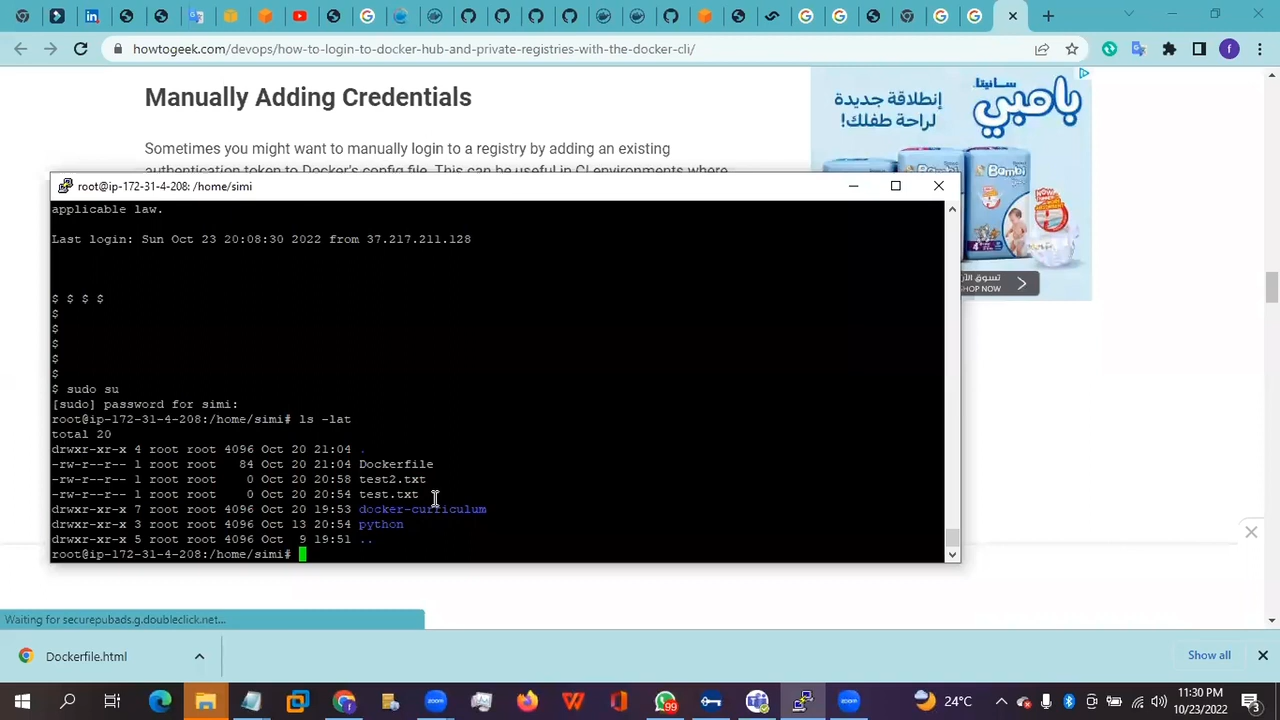 howtogeek.com/devops/how-to-login-to-docker-hub-and-private-registries-with-the-docker-cli/
f
Manually Adding Credentials
Sometimes you might want to manually login to a registry by adding an existing
سانيتا
بامبي
إنطلاقة جديدة
لراحة طفلك!
Bambi
Bambi
تسوق الآن
SHOP NOW
root@ip-172-31-4-208: /home/simi
applicable law.
Last login: Sun Oct 23 20:08:30 2022 from 37.217.211.128
$ $ $ $
$
$
$
$
$
$ sudo su
[sudo] password for simi:
root@ip-172-31-4-208:/home/simi# ls -lat
total 20
drwxr-xr-x 4 root root 4096 Oct 20 21:04 .
-rw-r--r-- 1 root root   84 Oct 20 21:04 Dockerfile
-rw-r--r-- 1 root root    0 Oct 20 20:58 test2.txt
-rw-r--r-- 1 root root    0 Oct 20 20:54 test.txt
drwxr-xr-x 7 root root 4096 Oct 20 19:53 docker-curriculum
drwxr-xr-x 3 root root 4096 Oct 13 20:54 python
drwxr-xr-x 5 root root 4096 Oct  9 19:51 ..
root@ip-172-31-4-208:/home/simi#
Waiting for securepubads.g.doubleclick.net...
Dockerfile.html
Show all
zoom
99
zoom
24°C
11:30 PM
10/23/2022
3